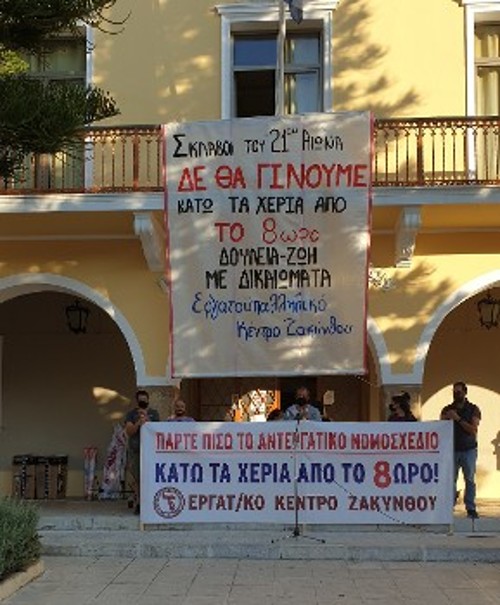 ΣΚΛΑΒΟΙ ΤΟΥ 21ου ΑΙΩΝΑ
ΔΕ ΘΑ ΓΙΝΟΥΜΕ
ΚΑΤΩ ΤΑ ΧΕΡΙΑ ΑΠΟ
ΤΟ 8ωρο
ΔΟΥΛΕΙΑ-ΖΩΗ
ΜΕ ΔΙΚΑΙΩΜΑΤΑ
Εργατοϋπαλληλικό
Κέντρο Ζακύνθου
ΠΑΡΤΕ ΠΙΣΩ ΤΟ ΑΝΤΕΡΓΑΤΙΚΟ ΝΟΜΟΣΧΕΔΙΟ
ΚΑΤΩ ΤΑ ΧΕΡΙΑ ΑΠΟ ΤΟ 8ΩΡΟ!
ΕΡΓΑΤ/ΚΟ ΚΕΝΤΡΟ ΖΑΚΥΝΘΟΥ